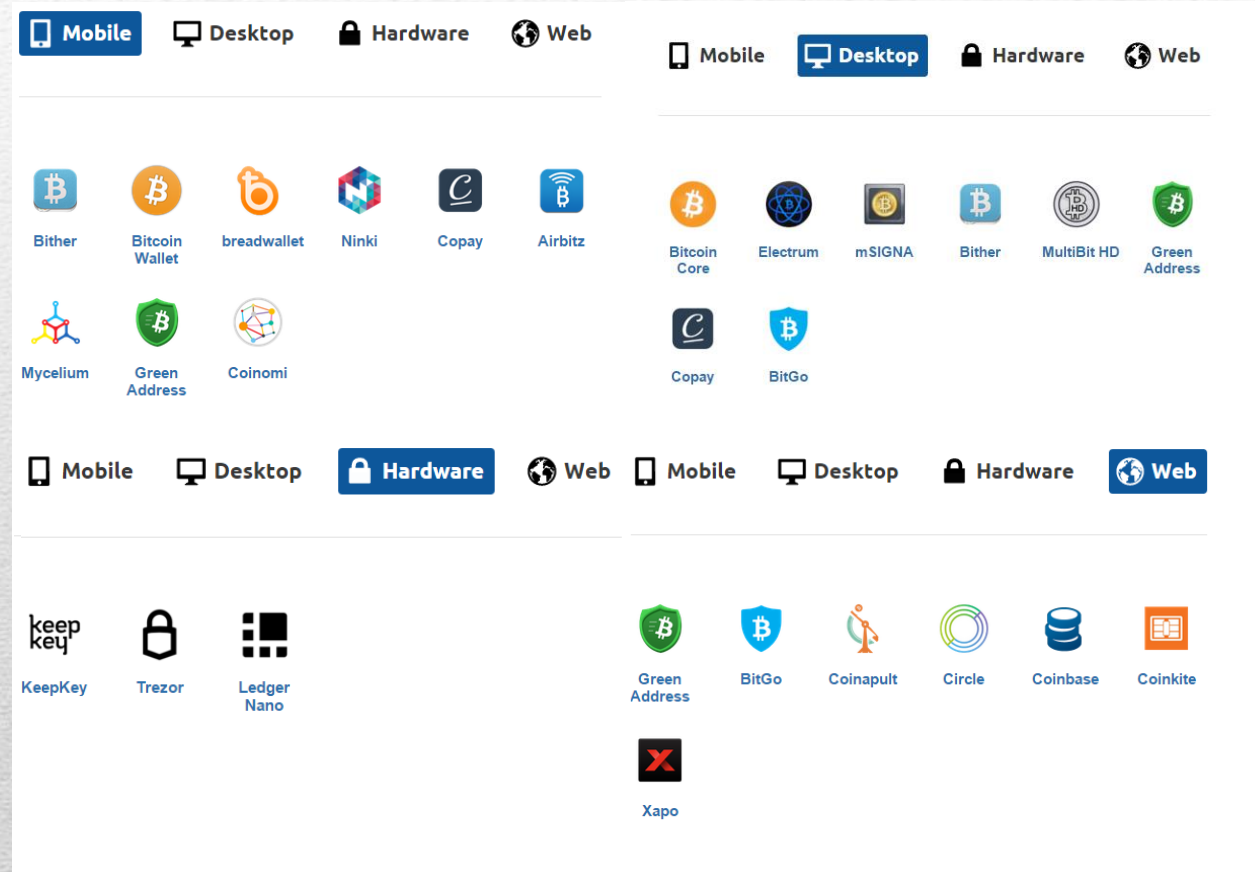 Mobile Desktop Hardware Web
Bither Bitcoin Wallet breadwallet Ninki Copay Airbitz
Mycelium Green Address Coinomi
Mobile Desktop Hardware Web
Bitcoin Core Electrum mSIGNA Bither MultiBit HD Green Address
Copay BitGo
Mobile Desktop Hardware Web
keep key
KeepKey Trezor Ledger Nano
Mobile Desktop Hardware Web
Green Address BitGo Coinapult Circle Coinbase Coinkite
Xapo